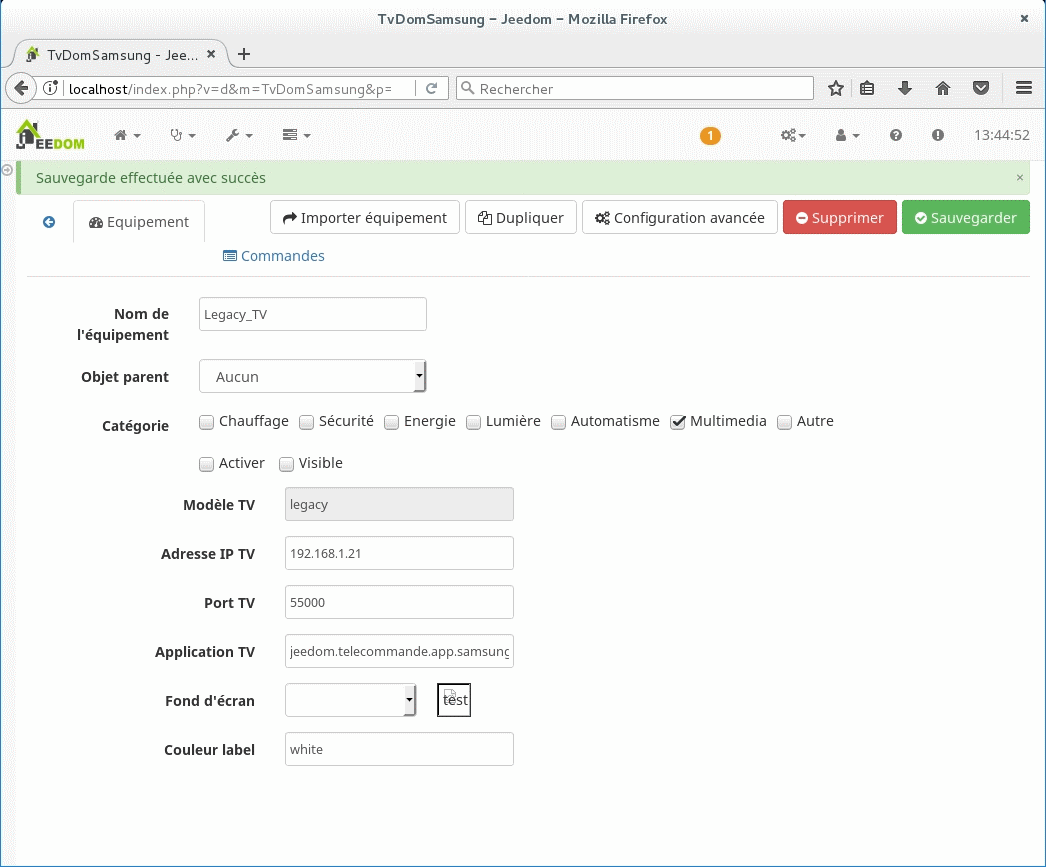 TvDomSamsung – Jeedom – Mozilla Firefox
TvDomSamsung - Jee...
localhost/index.php?v=d&m=TvDomSamsung&p=
Rechercher
JEEDOM
1
13:44:52
Sauvegarde effectuée avec succès
Equipement
Importer équipement
Dupliquer
Configuration avancée
Supprimer
Sauvegarder
Commandes
Nom de
l'équipement
Legacy_TV
Objet parent
Aucun
Catégorie
Chauffage
Sécurité
Energie
Lumière
Automatisme
Multimedia
Autre
Activer
Visible
Modèle TV
legacy
Adresse IP TV
192.168.1.21
Port TV
55000
Application TV
jeedom.telecommande.app.samsung
Fond d'écran
test
Couleur label
white